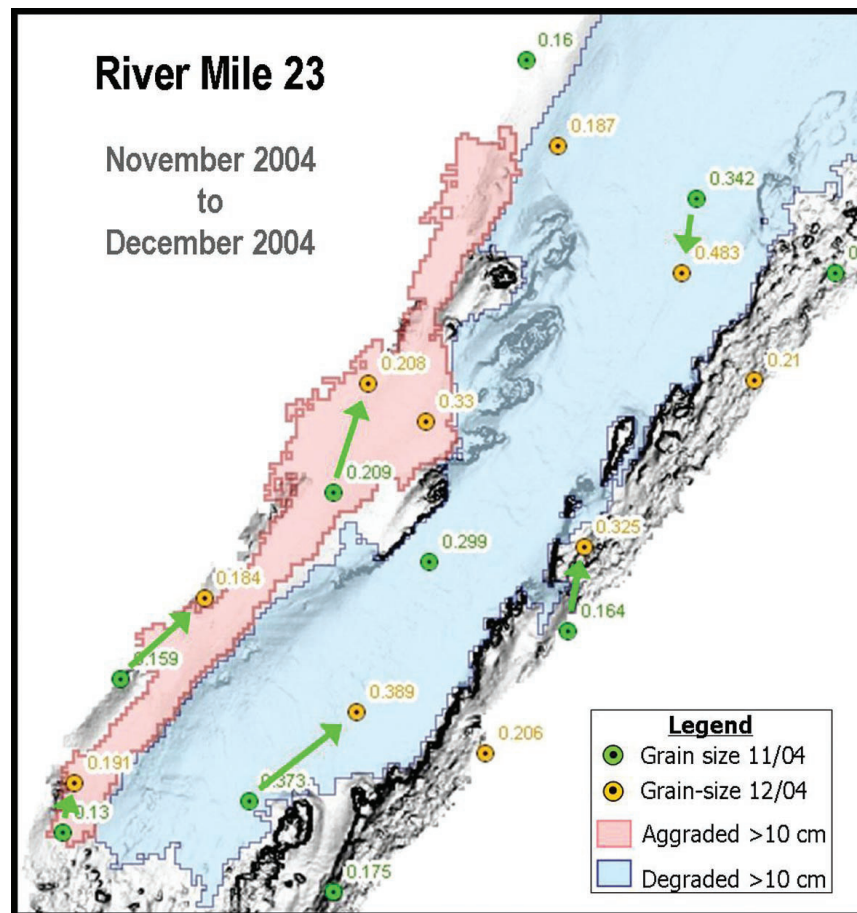 River Mile 23
November 2004
to
December 2004
0.16
0.187
0.342
0.483
0.21
0.208
0.33
0.209
0.299
0.325
0.184
0.164
0.159
0.389
0.206
0.191
0.373
0.13
0.175
Legend
Grain size 11/04
Grain-size 12/04
Aggraded >10 cm
Degraded >10 cm